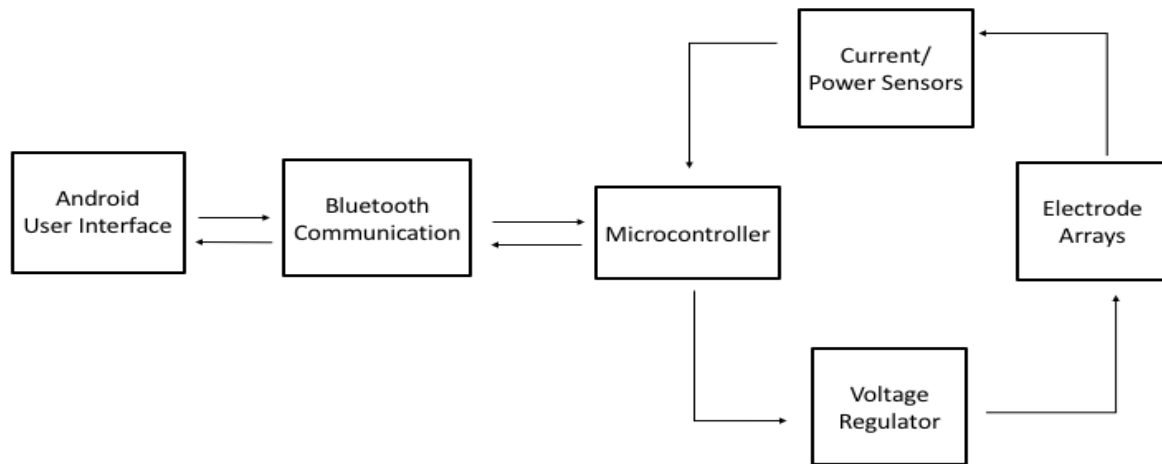 Current/
Power Sensors
Android
User Interface
Bluetooth
Communication
Microcontroller
Electrode
Arrays
Voltage
Regulator